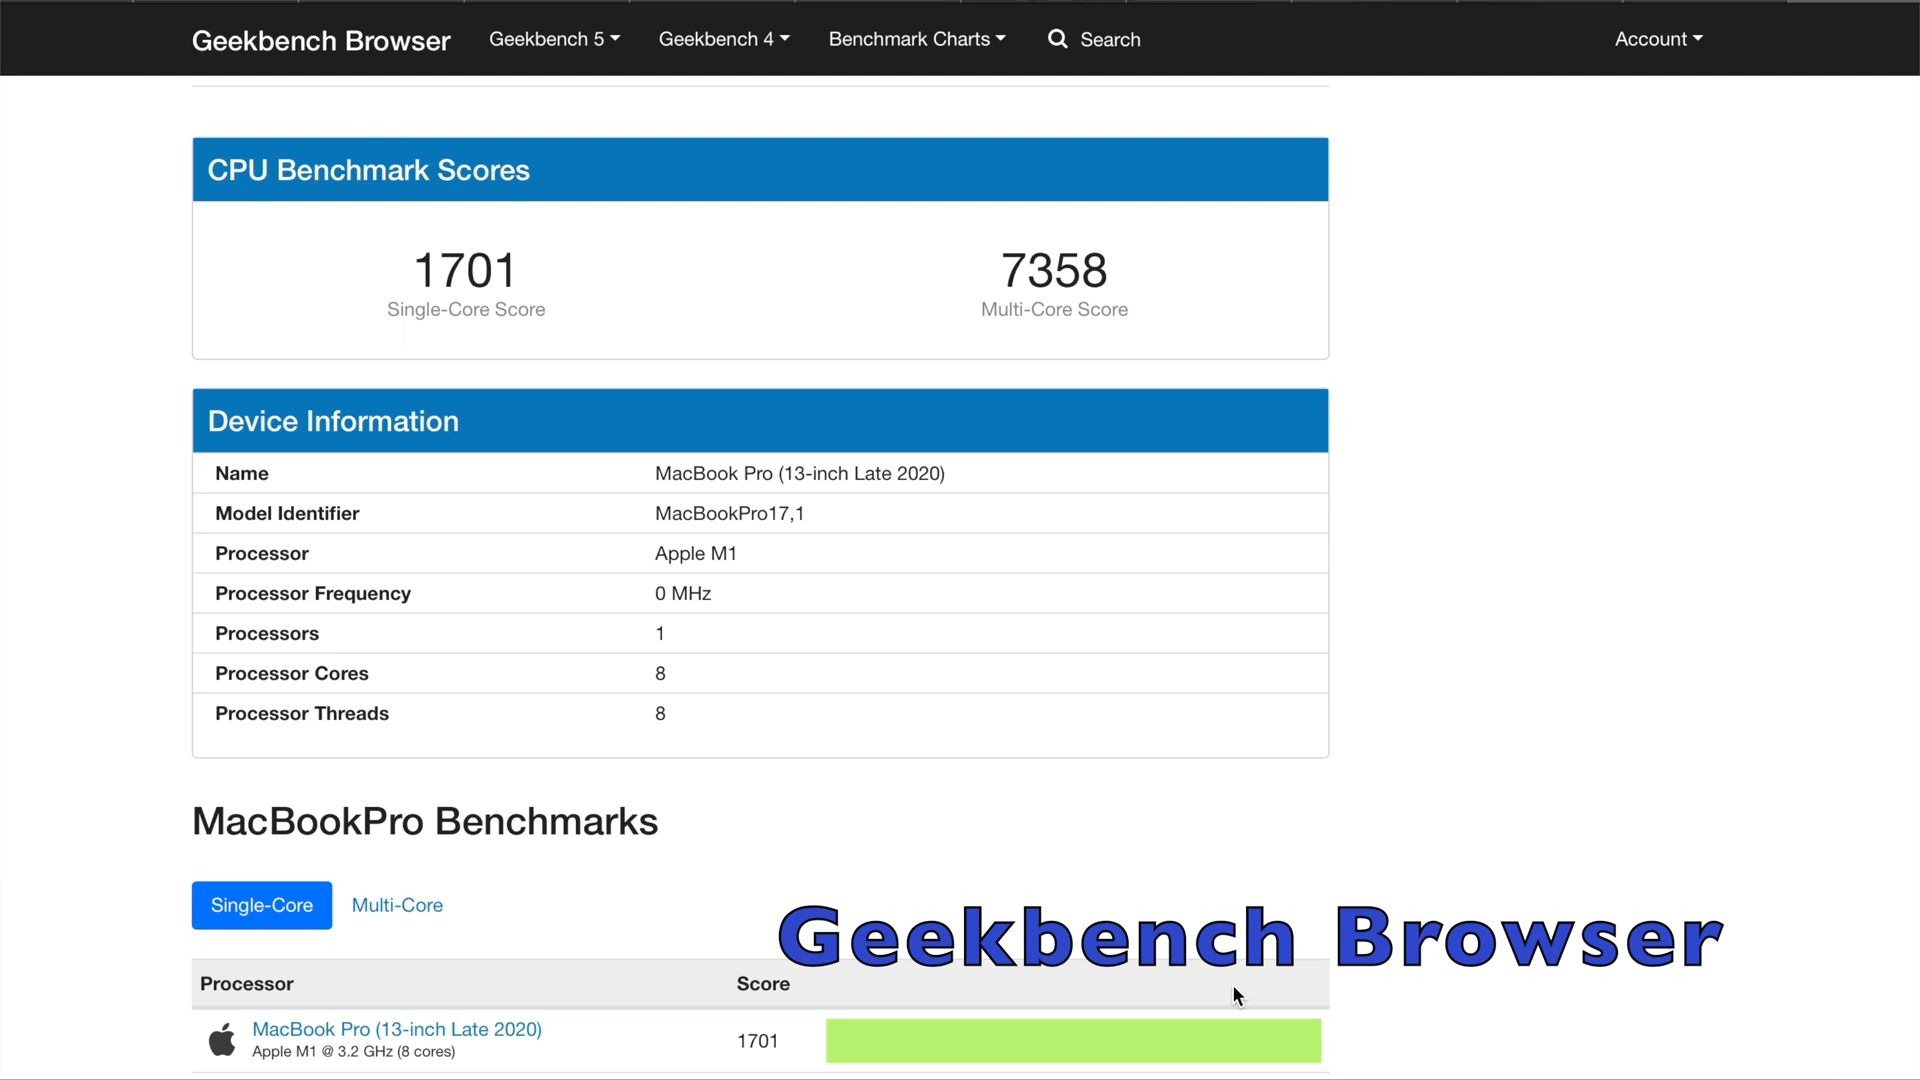 Geekbench Browser Geekbench 5 Geekbench 4 Benchmark Charts Search Account
CPU Benchmark Scores
1701 7358
Single-Core Score Multi-Core Score
Device Information
Name MacBook Pro (13-inch Late 2020)
Model Identifier MacBookPro17,1
Processor Apple M1
Processor Frequency 0 MHz
Processors 1
Processor Cores 8
Processor Threads 8
MacBookPro Benchmarks
Single-Core Multi-Core
Geekbench Browser
Processor Score
MacBook Pro (13-inch Late 2020) 1701
Apple M1 @ 3.2 GHz (8 cores)